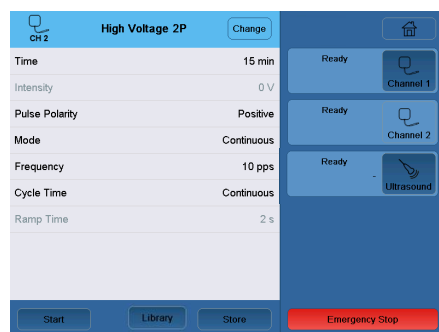 CH 2
High Voltage 2P
Change
Time 15 min
Intensity 0 V
Pulse Polarity Positive
Mode Continuous
Frequency 10 pps
Cycle Time Continuous
Ramp Time 2 s
Start
Library
Store
Ready
Channel 1
Ready
Channel 2
Ready
-
Ultrasound
Emergency Stop